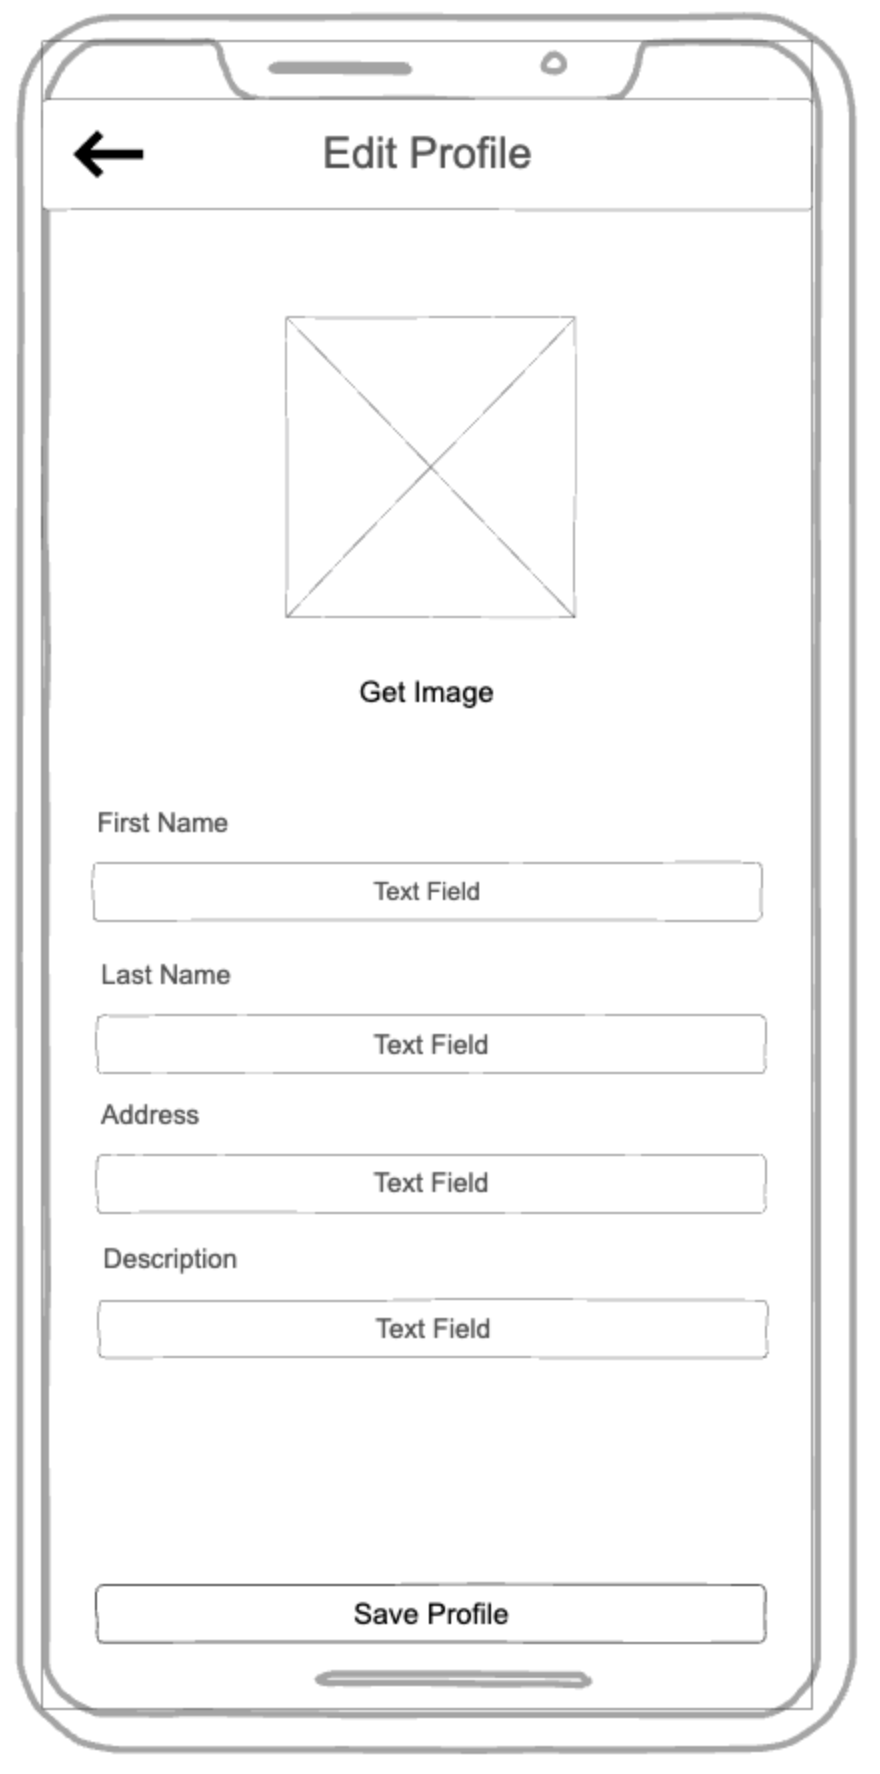 Edit Profile
Get Image
First Name
Text Field
Last Name
Text Field
Address
Text Field
Description
Text Field
Save Profile